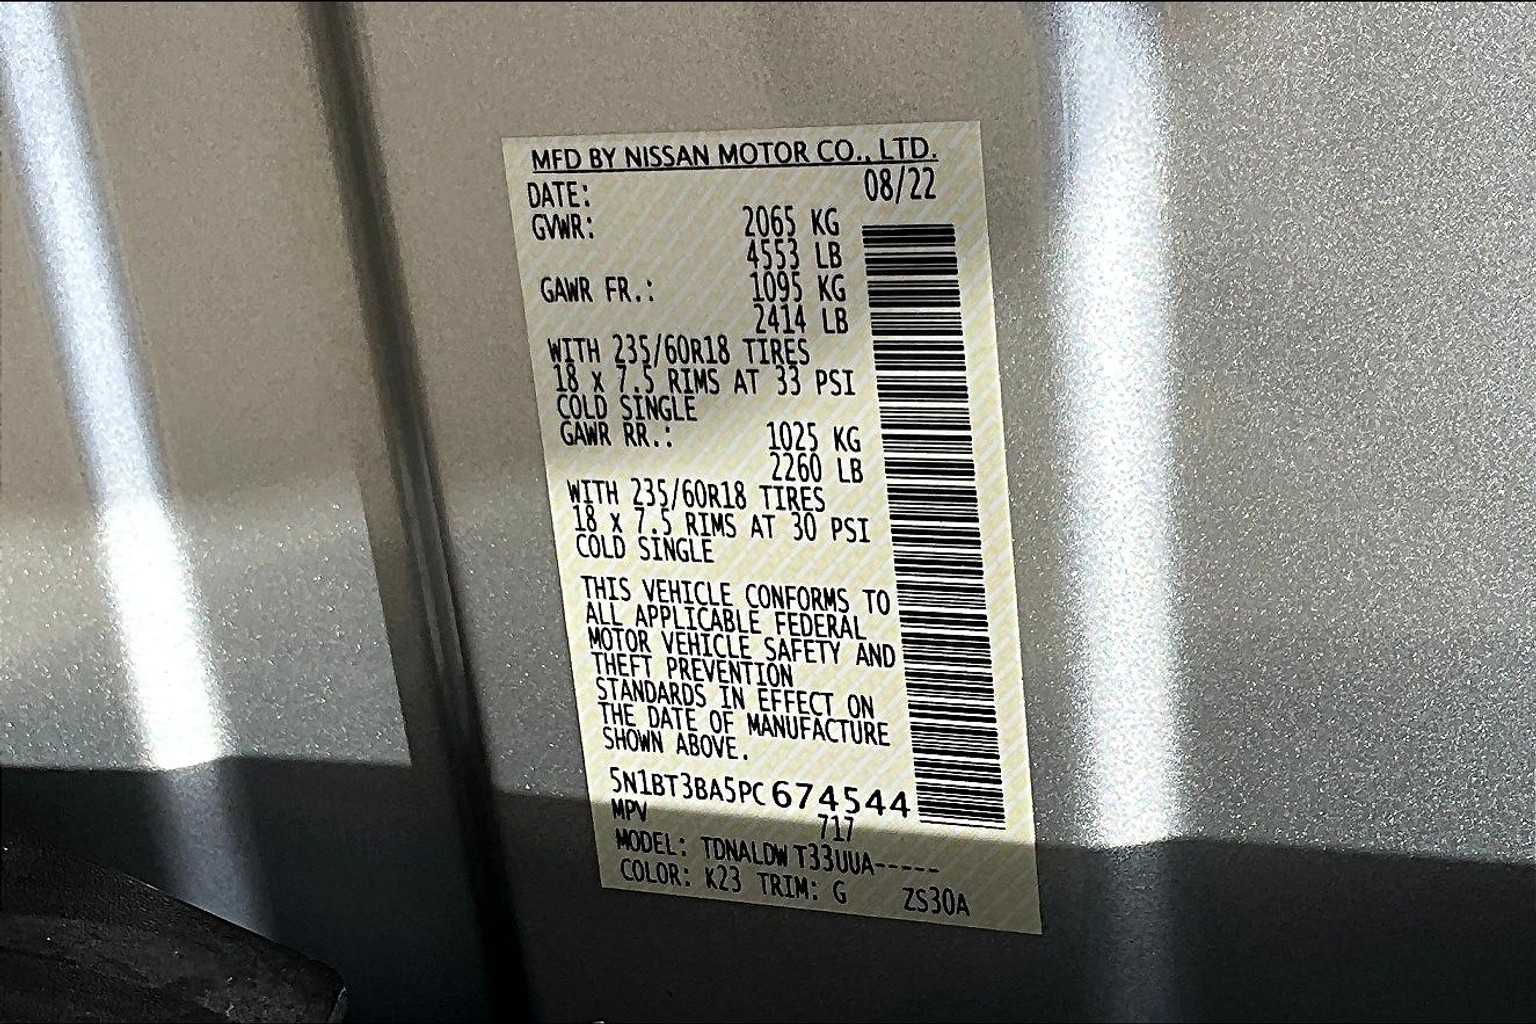 MFD BY NISSAN MOTOR CO., LTD.
DATE: 08/22
GVWR: 2065 KG
4553 LB
GAWR FR.: 1095 KG
2414 LB
WITH 235/60R18 TIRES
18 x 7.5 RIMS AT 33 PSI
COLD SINGLE
GAWR RR.: 1025 KG
2260 LB
WITH 235/60R18 TIRES
18 x 7.5 RIMS AT 30 PSI
COLD SINGLE
THIS VEHICLE CONFORMS TO
ALL APPLICABLE FEDERAL
MOTOR VEHICLE SAFETY AND
THEFT PREVENTION
STANDARDS IN EFFECT ON
THE DATE OF MANUFACTURE
SHOWN ABOVE.
5N1BT3BA5PC674544
MPV 717
MODEL: TDNALDW T33UUA-----
COLOR: K23 TRIM: G ZS30A